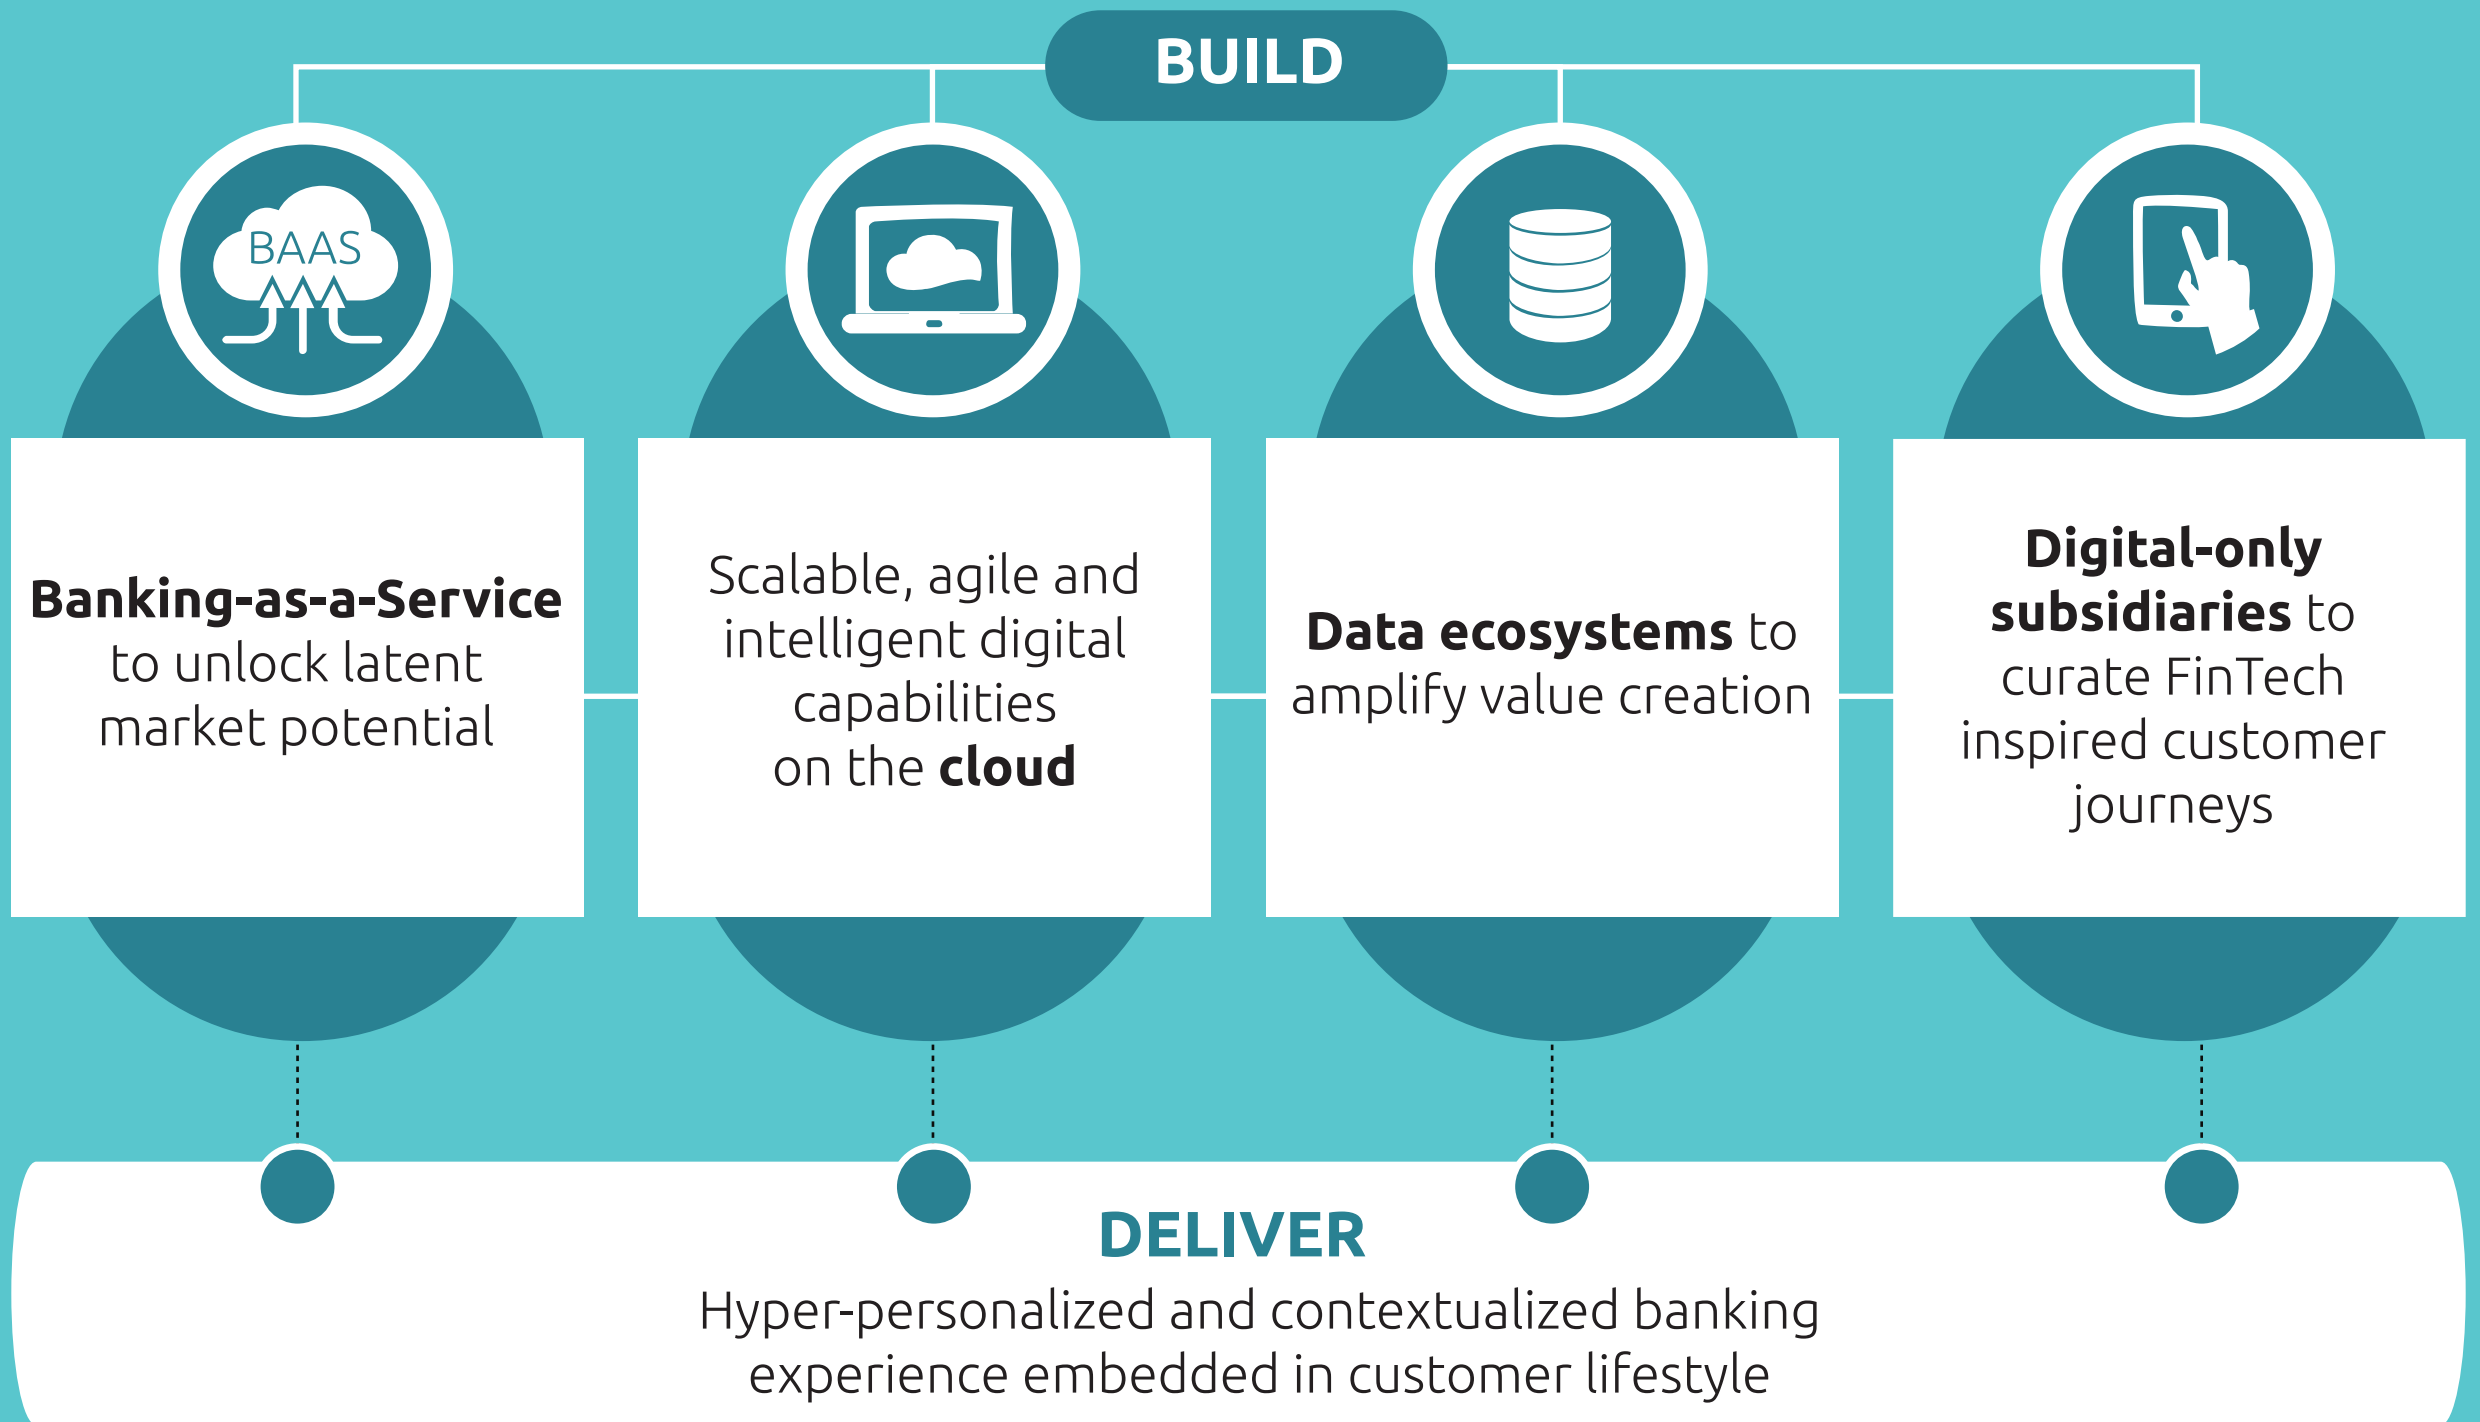 BUILD
BAAS
Banking-as-a-Service
to unlock latent
market potential
Scalable, agile and
intelligent digital
capabilities
on the cloud
Data ecosystems to
amplify value creation
Digital-only
subsidiaries to
curate FinTech
inspired customer
journeys
DELIVER
Hyper-personalized and contextualized banking
experience embedded in customer lifestyle